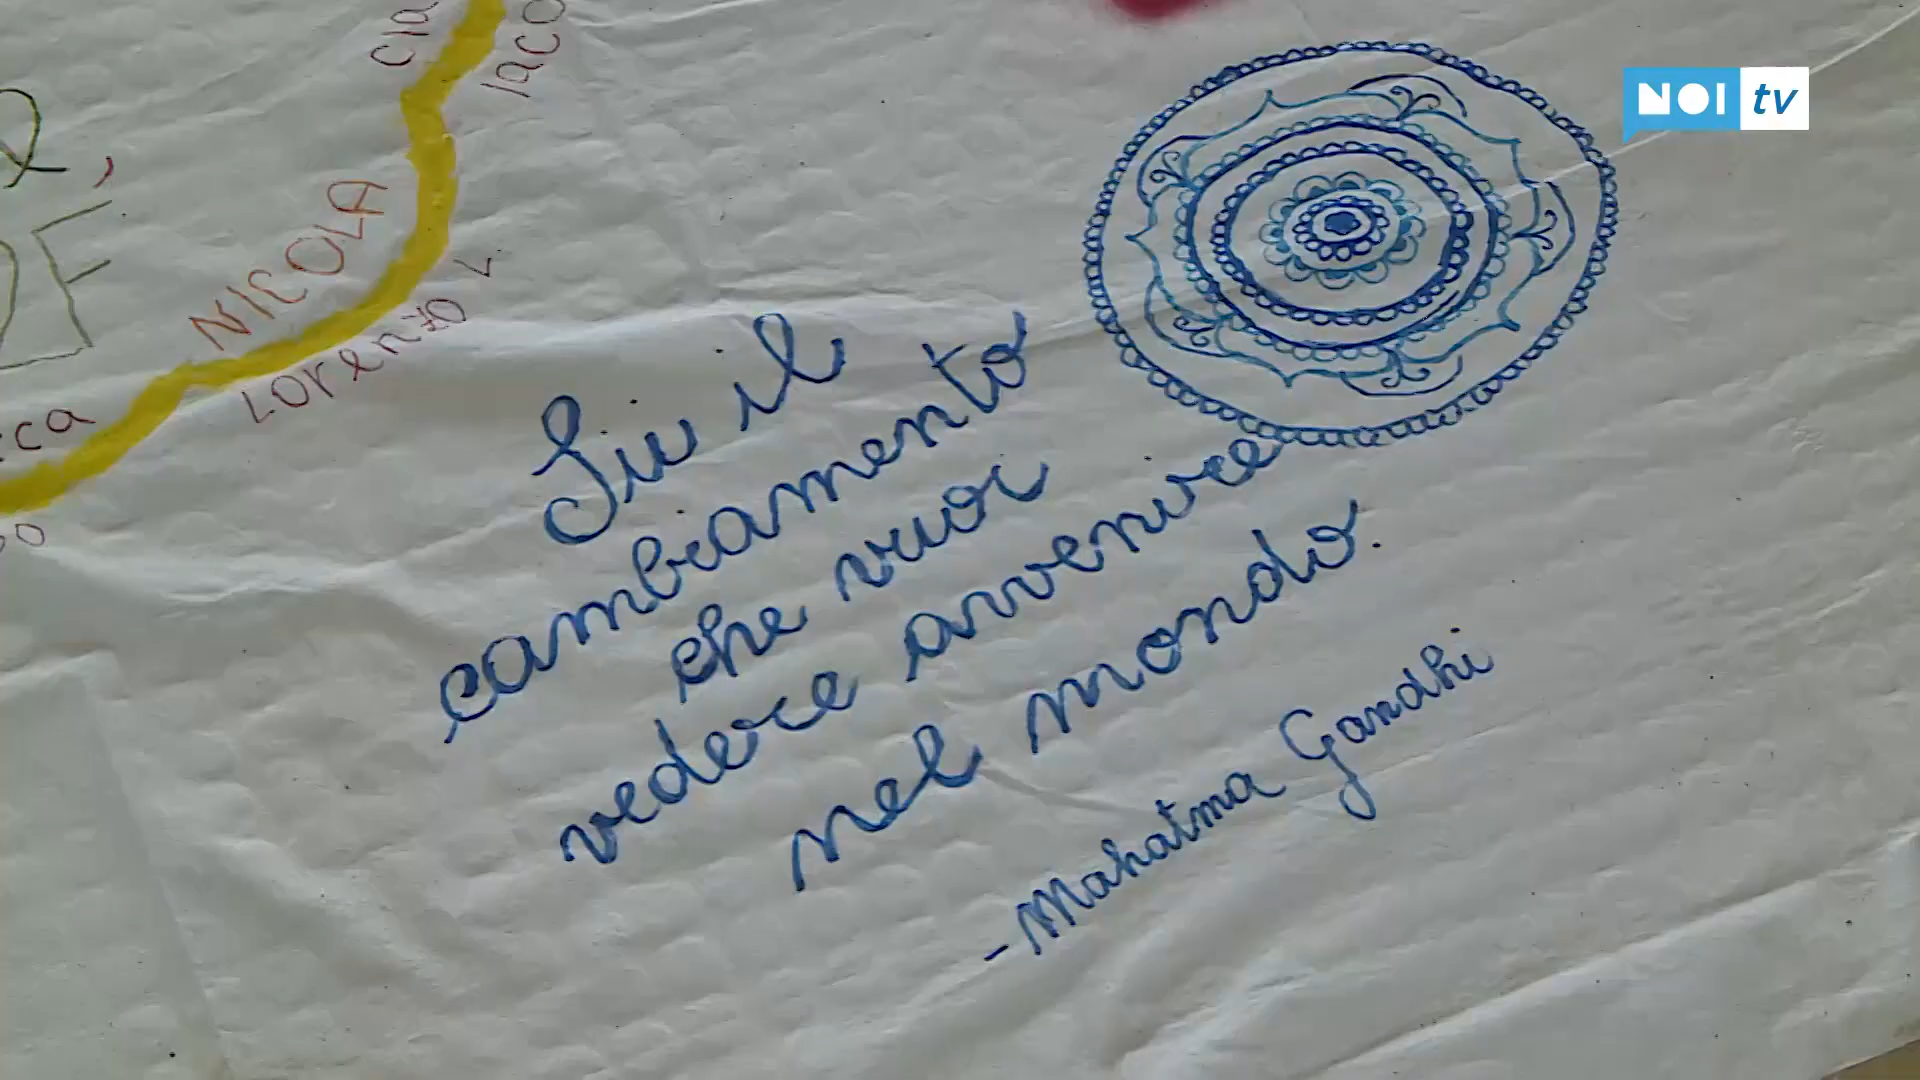 NOI tv
NICOLA
Lorenzo V
Sii il
cambiamento
che vuoi
vedere avvenire
nel mondo.
-Mahatma Gandhi